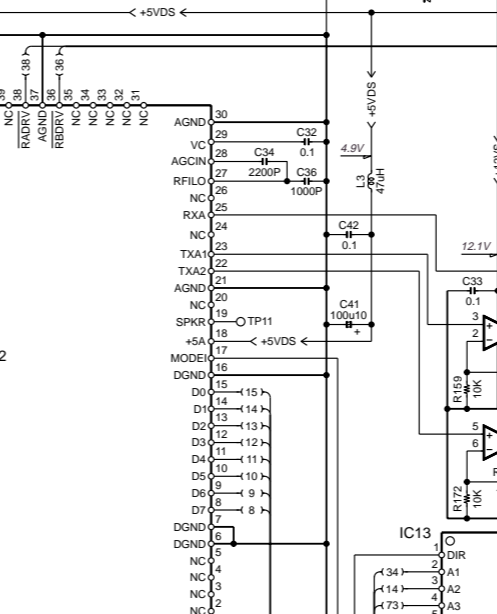 +5VDS
38
36
+5VDS
39 38 37 36 35 34 33 32 31
NC RADRV AGND RBDRV NC NC NC NC NC
AGND 30
VC 29 C32 0.1
AGCIN 28 C34 2200P
RFILO 27 C36 1000P
NC 26
RXA 25
NC 24
TXA1 23
TXA2 22
AGND 21
NC 20
SPKR 19 TP11
+5A 18 +5VDS
MODEI 17
DGND 16
D0 15 15
D1 14 14
D2 13 13
D3 12 12
D4 11 11
D5 10 10
D6 9 9
D7 8 8
DGND 7
DGND 6
NC 5
NC 4
NC 3
NC 2
4.9V
L3 47uH
C42
0.1
C41
100u10
+
12.1V
C33
0.1
3 +
2
R159 10K
5 +
6
R172 10K
2
IC13
1 DIR
34 2 A1
14 3 A2
73 4 A3